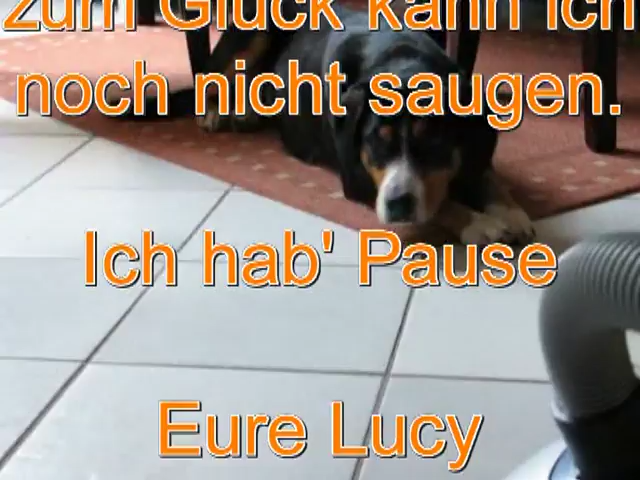 zum Glück kann ich
noch nicht saugen.
Ich hab' Pause
Eure Lucy